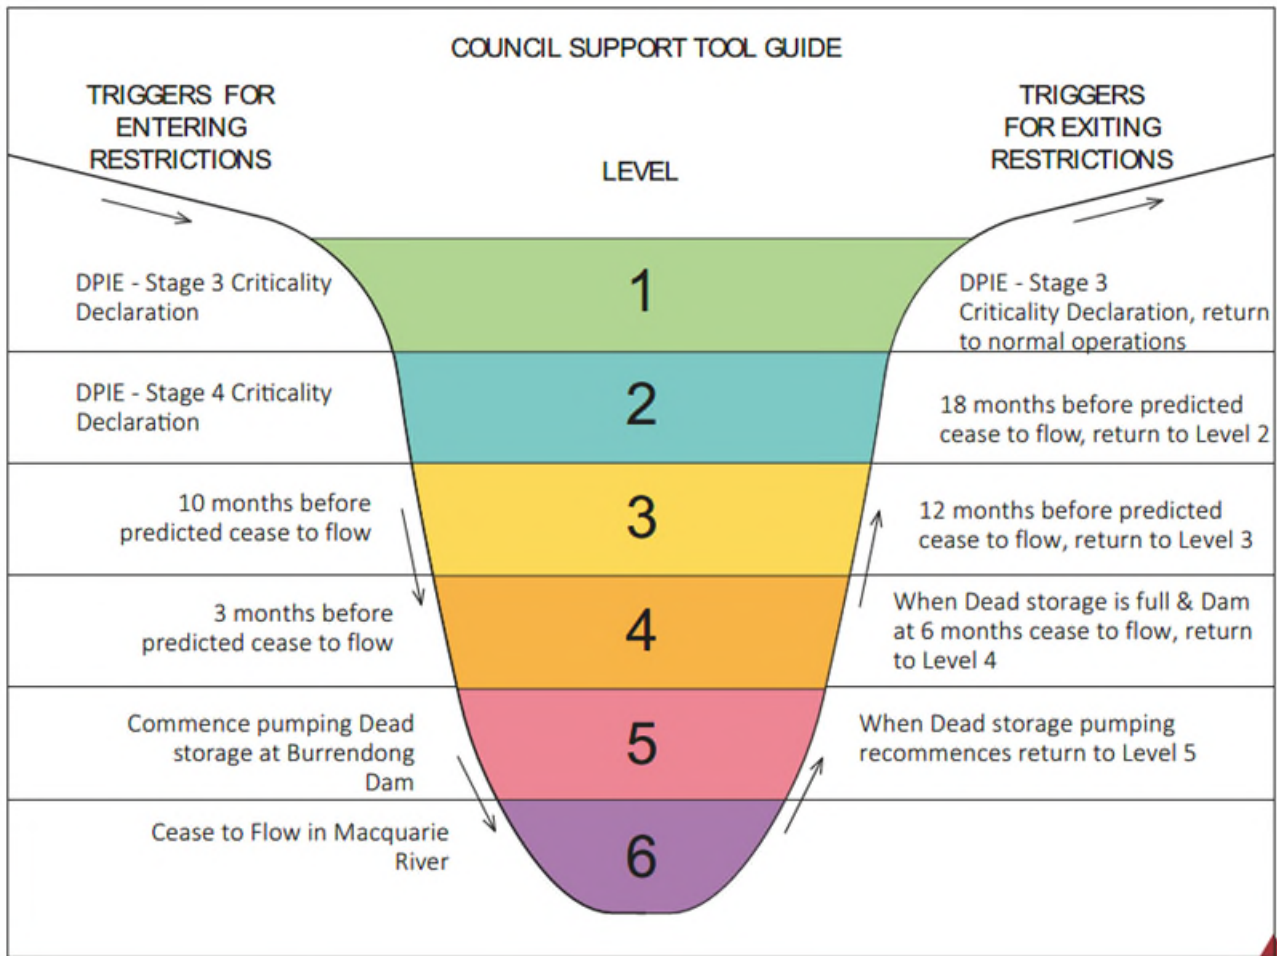 COUNCIL SUPPORT TOOL GUIDE
TRIGGERS FOR
ENTERING
RESTRICTIONS
LEVEL
TRIGGERS
FOR EXITING
RESTRICTIONS
DPIE - Stage 3 Criticality
Declaration
1
DPIE - Stage 3
Criticality Declaration, return
to normal operations
DPIE - Stage 4 Criticality
Declaration
2
18 months before predicted
cease to flow, return to Level 2
10 months before
predicted cease to flow
3
12 months before predicted
cease to flow, return to Level 3
3 months before
predicted cease to flow
4
When Dead storage is full & Dam
at 6 months cease to flow, return
to Level 4
Commence pumping Dead
storage at Burrendong
Dam
5
When Dead storage pumping
recommences return to Level 5
Cease to Flow in Macquarie
River
6